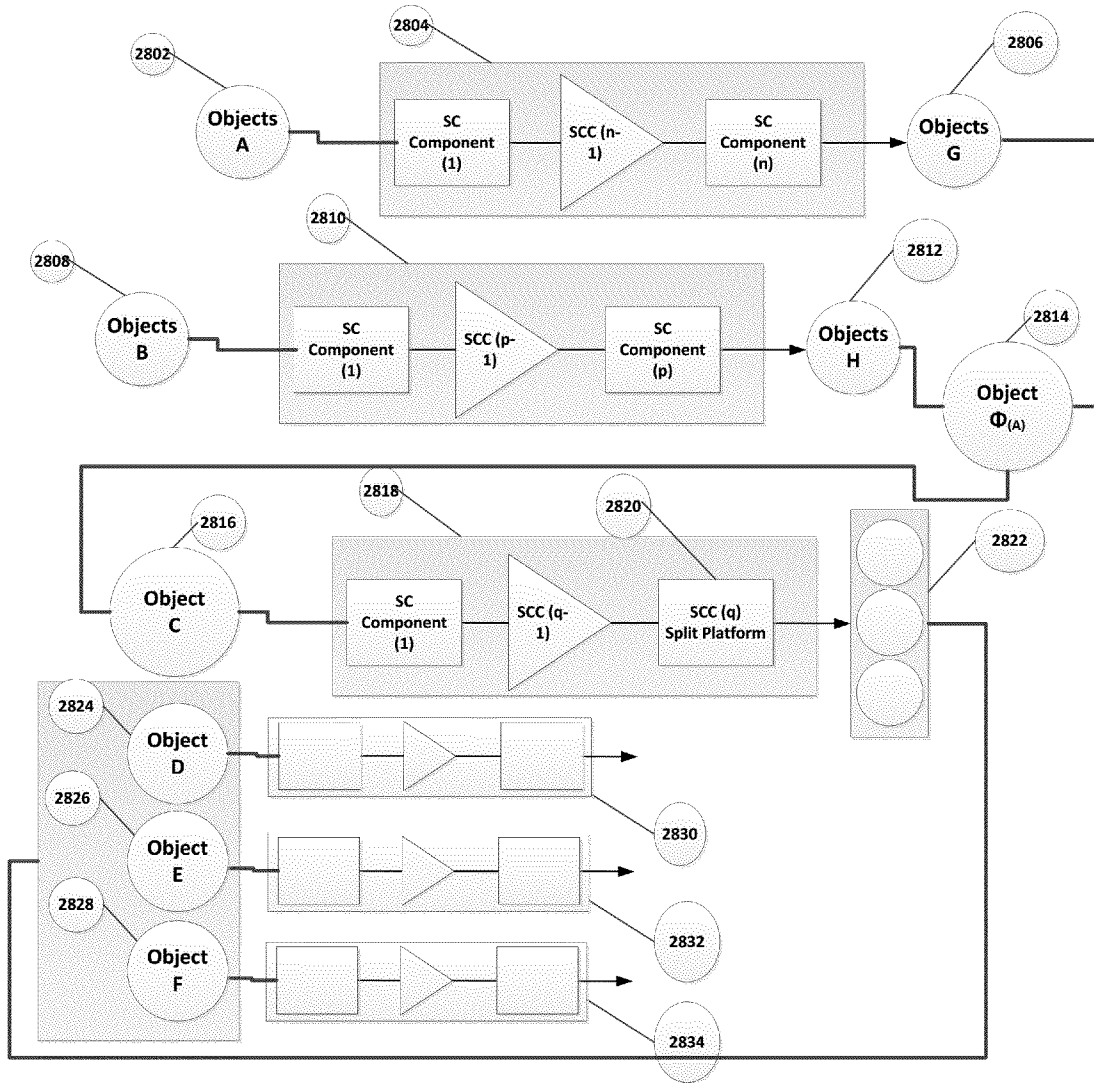 2802
2804
2806
Objects
A
SC
Component
(1)
SCC (n-
1)
SC
Component
(n)
Objects
G
2808
2810
2812
2814
Objects
B
SC
Component
(1)
SCC (p-
1)
SC
Component
(p)
Objects
H
Object
Φ(A)
2816
2818
2820
2822
Object
C
SC
Component
(1)
SCC (q-
1)
SCC (q)
Split Platform
2824
Object
D
2826
2830
Object
E
2828
2832
Object
F
2834